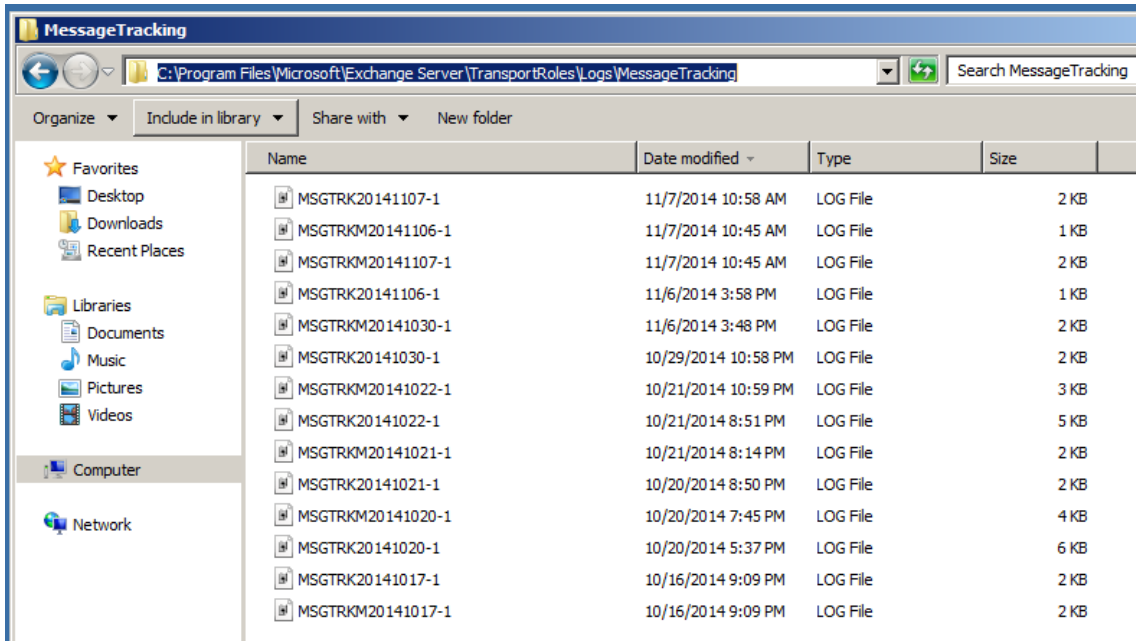 MessageTracking
C:\Program Files\Microsoft\Exchange Server\TransportRoles\Logs\MessageTracking Search MessageTracking
Organize Include in library Share with New folder
Favorites
Desktop
Downloads
Recent Places
Libraries
Documents
Music
Pictures
Videos
Computer
Network
Name Date modified Type Size
MSGTRK20141107-1 11/7/2014 10:58 AM LOG File 2 KB
MSGTRKM20141106-1 11/7/2014 10:45 AM LOG File 1 KB
MSGTRKM20141107-1 11/7/2014 10:45 AM LOG File 2 KB
MSGTRK20141106-1 11/6/2014 3:58 PM LOG File 1 KB
MSGTRKM20141030-1 11/6/2014 3:48 PM LOG File 2 KB
MSGTRK20141030-1 10/29/2014 10:58 PM LOG File 2 KB
MSGTRKM20141022-1 10/21/2014 10:59 PM LOG File 3 KB
MSGTRK20141022-1 10/21/2014 8:51 PM LOG File 5 KB
MSGTRKM20141021-1 10/21/2014 8:14 PM LOG File 2 KB
MSGTRK20141021-1 10/20/2014 8:50 PM LOG File 2 KB
MSGTRKM20141020-1 10/20/2014 7:45 PM LOG File 4 KB
MSGTRK20141020-1 10/20/2014 5:37 PM LOG File 6 KB
MSGTRK20141017-1 10/16/2014 9:09 PM LOG File 2 KB
MSGTRKM20141017-1 10/16/2014 9:09 PM LOG File 2 KB